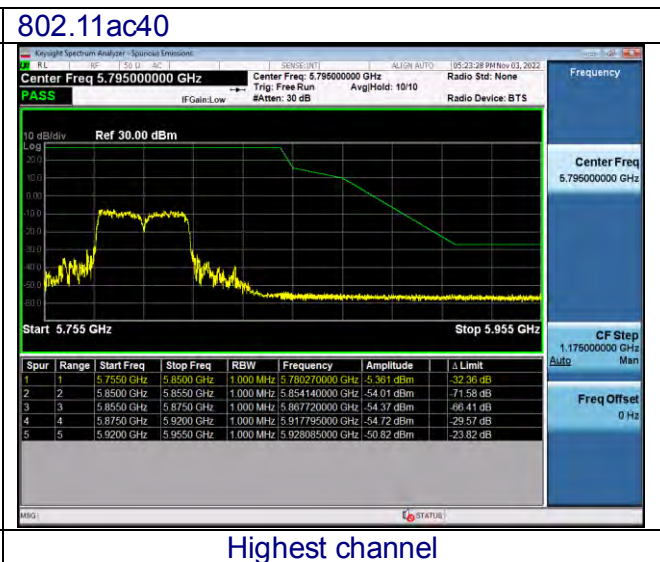 802.11ac40
Keysight Spectrum Analyzer - Spurious Emissions
RL RF 50 Ω AC SENSE:INT ALIGN AUTO 05:23:28 PM Nov 03, 2022
Center Freq 5.795000000 GHz
Center Freq: 5.795000000 GHz
Radio Std: None
Trig: Free Run Avg|Hold: 10/10
PASS
IFGain:Low
#Atten: 30 dB
Radio Device: BTS
Frequency
10 dB/div Ref 30.00 dBm
Log
20.0
10.0
0.00
-10.0
-20.0
-30.0
-40.0
-50.0
-60.0
Start 5.755 GHz
Stop 5.955 GHz
Center Freq
5.795000000 GHz
CF Step
1.175000000 GHz
Auto Man
Freq Offset
0 Hz
Spur Range Start Freq Stop Freq RBW Frequency Amplitude Δ Limit
1 1 5.7550 GHz 5.8500 GHz 1.000 MHz 5.780270000 GHz -5.361 dBm -32.36 dB
2 2 5.8500 GHz 5.8550 GHz 1.000 MHz 5.854140000 GHz -54.01 dBm -71.58 dB
3 3 5.8550 GHz 5.8750 GHz 1.000 MHz 5.867720000 GHz -54.37 dBm -66.41 dB
4 4 5.8750 GHz 5.9200 GHz 1.000 MHz 5.917795000 GHz -54.72 dBm -29.57 dB
5 5 5.9200 GHz 5.9550 GHz 1.000 MHz 5.928085000 GHz -50.82 dBm -23.82 dB
MSG
STATUS
Highest channel